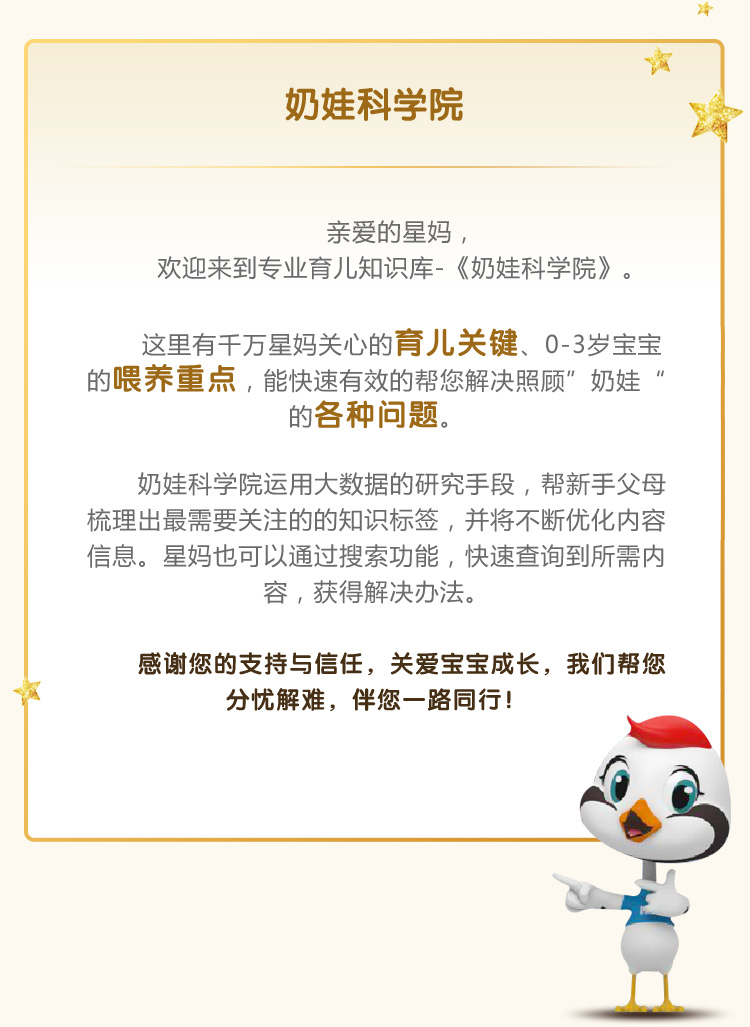 奶娃科学院
亲爱的星妈，
欢迎来到专业育儿知识库-《奶娃科学院》。
这里有千万星妈关心的育儿关键、0-3岁宝宝
的喂养重点，能快速有效的帮您解决照顾”奶娃“
的各种问题。
奶娃科学院运用大数据的研究手段，帮新手父母
梳理出最需要关注的的知识标签，并将不断优化内容
信息。星妈也可以通过搜索功能，快速查询到所需内
容，获得解决办法。
感谢您的支持与信任，关爱宝宝成长，我们帮您
分忧解难，伴您一路同行！